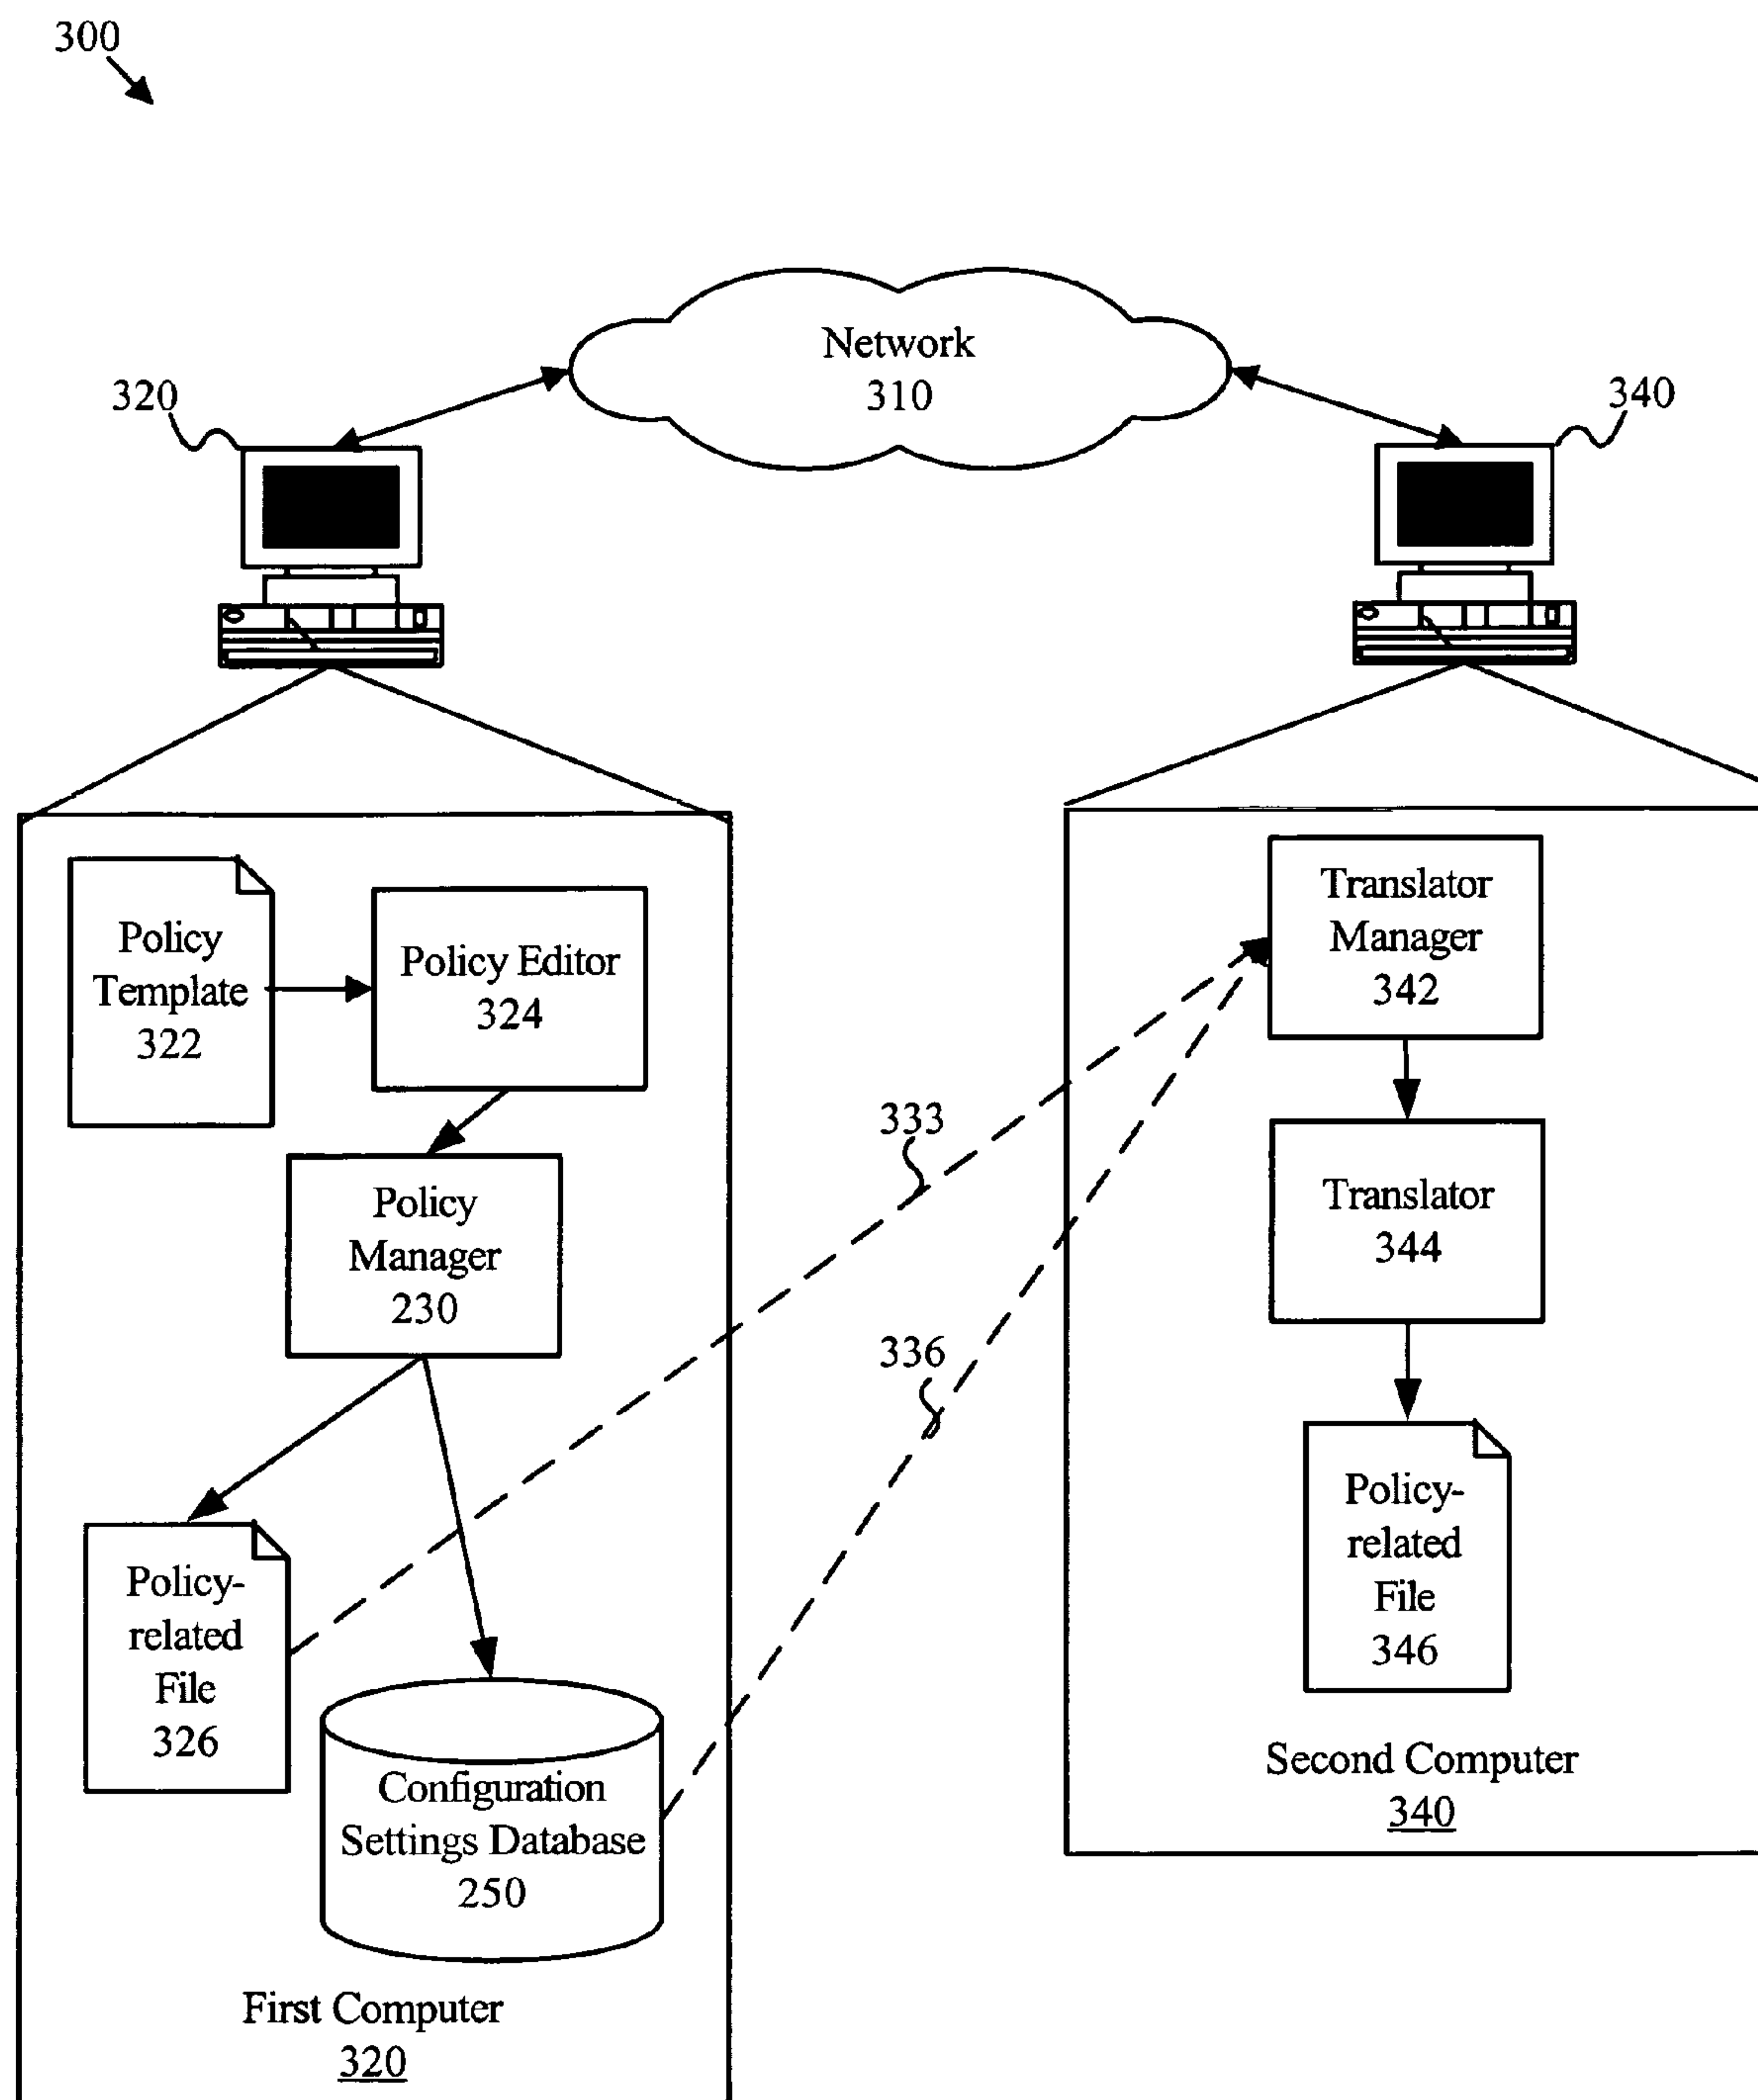 300
Network
310
320
340
Policy
Template
322
Policy Editor
324
Policy
Manager
230
Policy-
related
File
326
Configuration
Settings Database
250
First Computer
320
333
336
Translator
Manager
342
Translator
344
Policy-
related
File
346
Second Computer
340